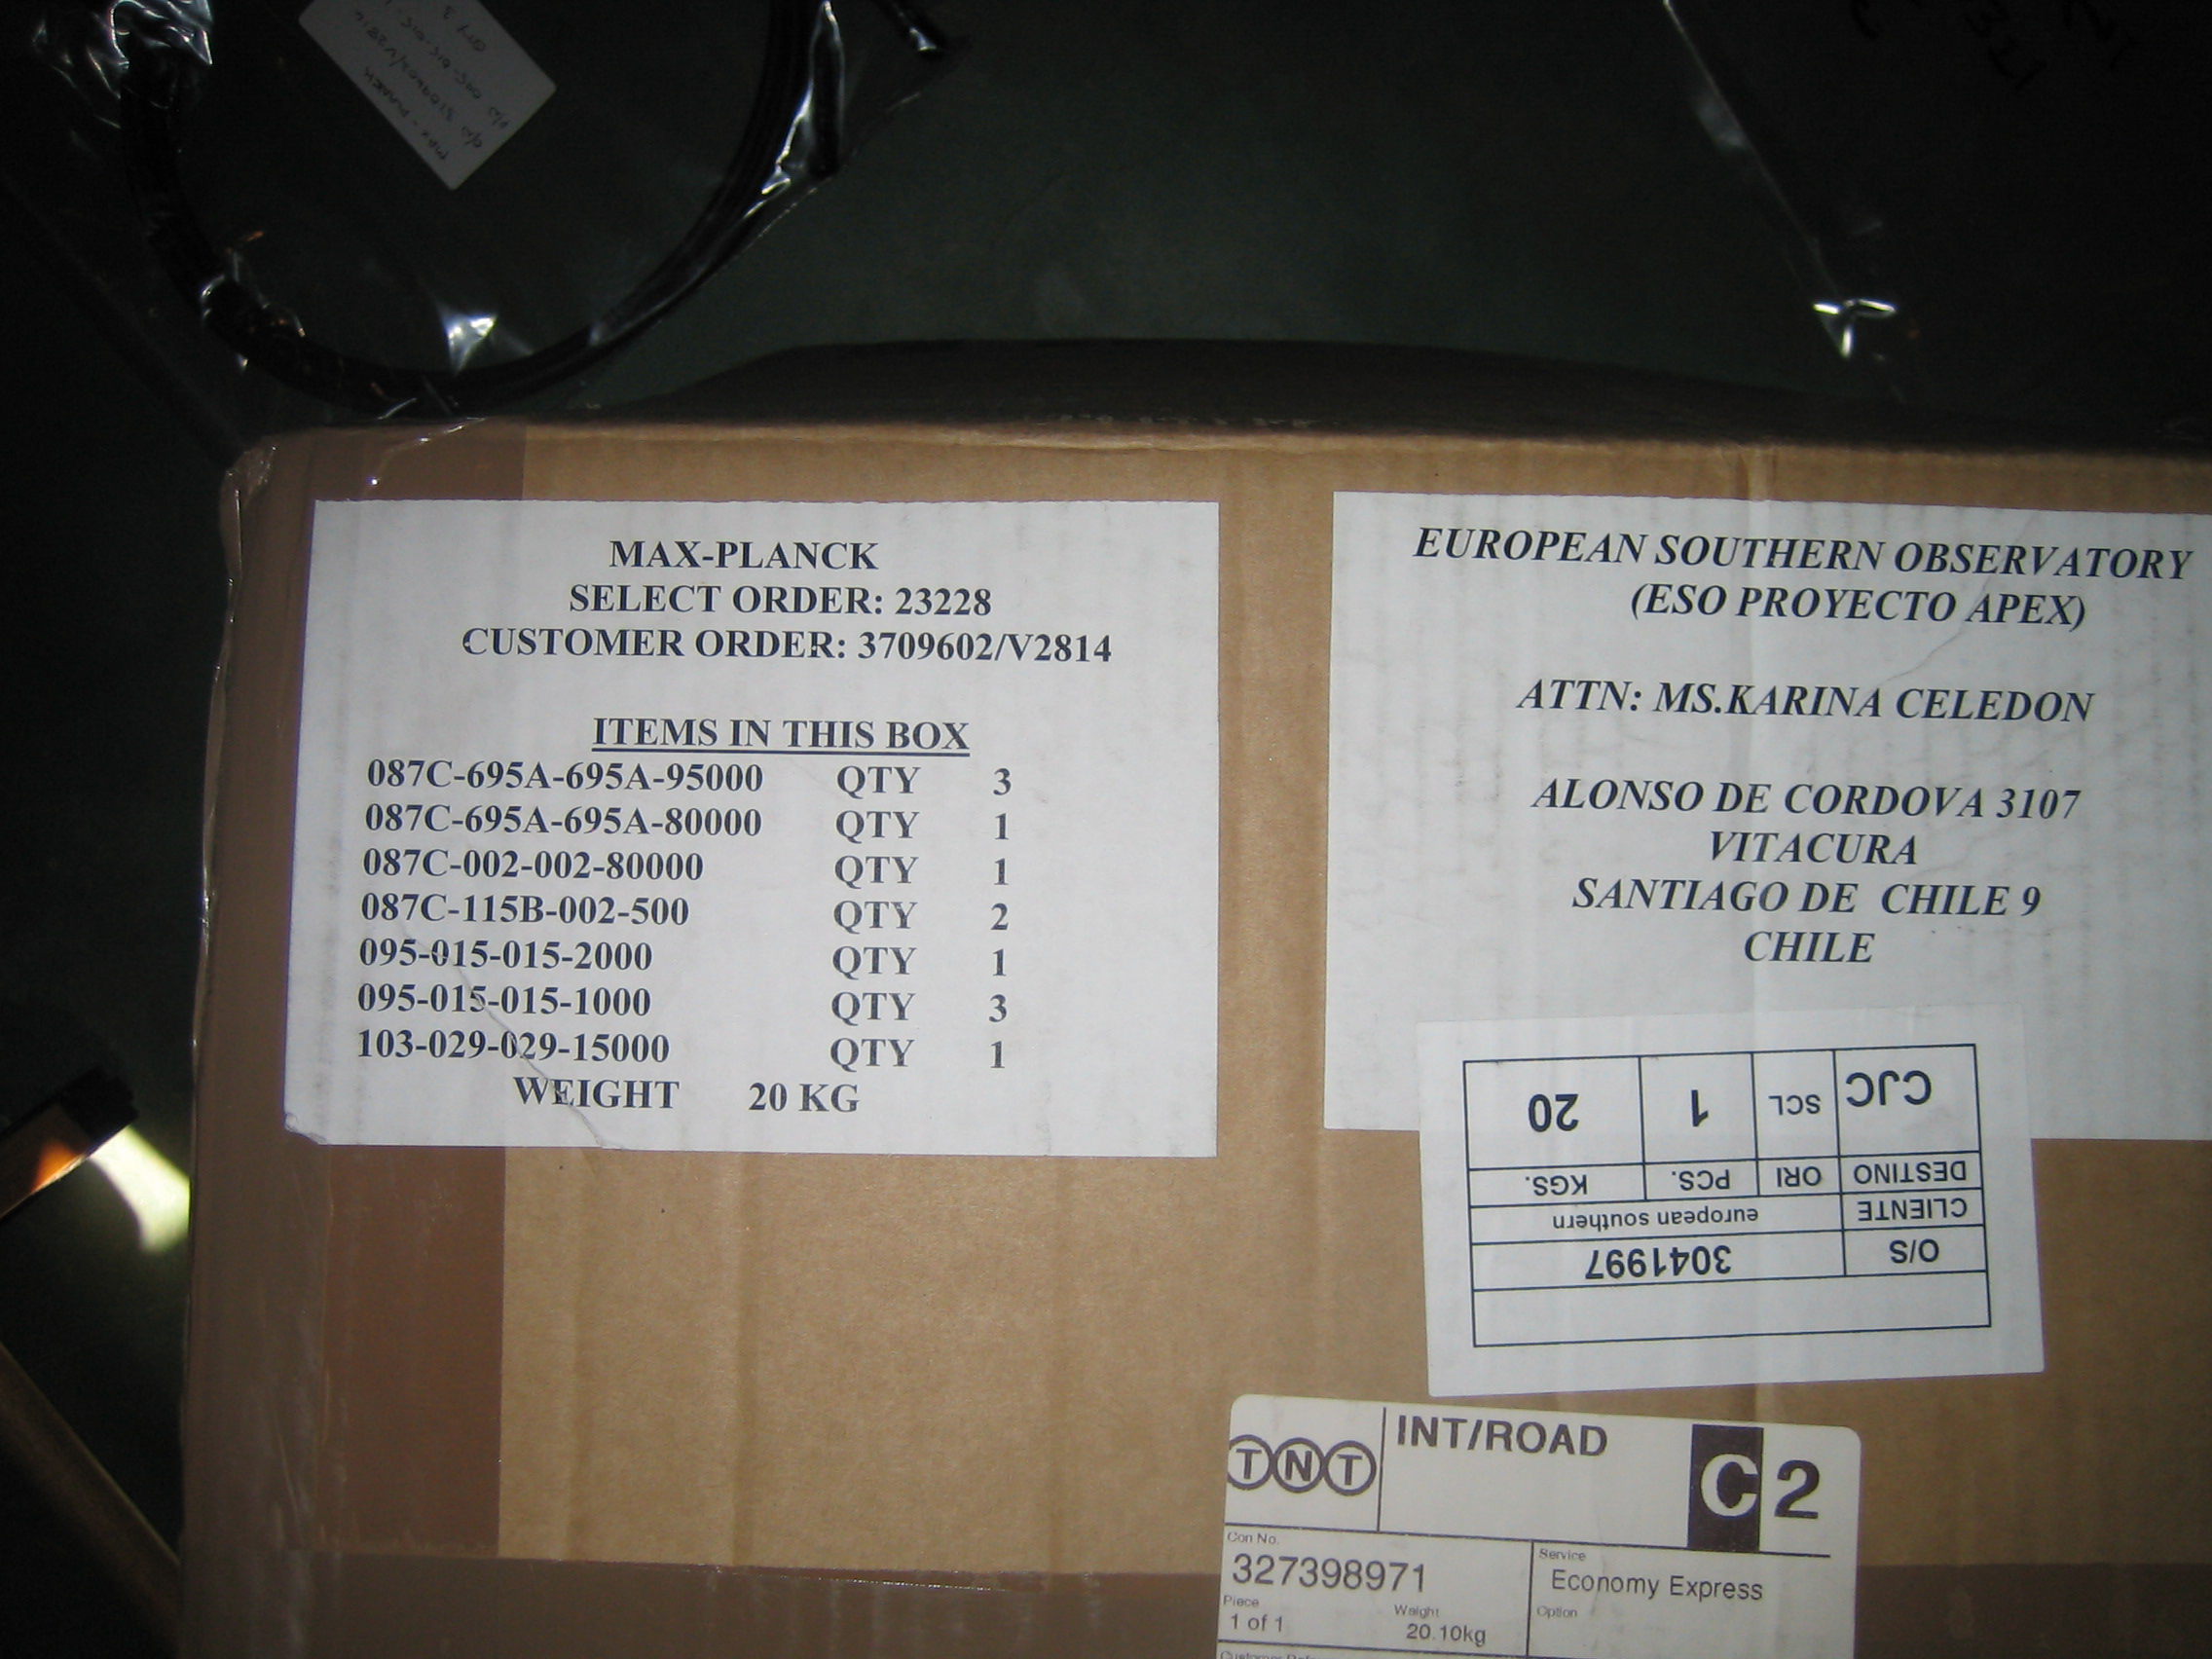 MAX-PLANCK
SELECT ORDER: 23228
CUSTOMER ORDER: 3709602/V2814
ITEMS IN THIS BOX
087C-695A-695A-95000 QTY 3
087C-695A-695A-80000 QTY 1
087C-002-002-80000 QTY 1
087C-115B-002-500 QTY 2
095-015-015-2000 QTY 1
095-015-015-1000 QTY 3
103-029-029-15000 QTY 1
WEIGHT 20 KG
EUROPEAN SOUTHERN OBSERVATORY
(ESO PROYECTO APEX)
ATTN: MS.KARINA CELEDON
ALONSO DE CORDOVA 3107
VITACURA
SANTIAGO DE CHILE 9
CHILE
O/S 3041997
CLIENTE european southern
DESTINO ORI PCS. KGS.
CJC SCL 1 20
TNT INT/ROAD C2
Con No.
327398971
Service
Economy Express
Piece
1 of 1
Weight
20.10kg
Option